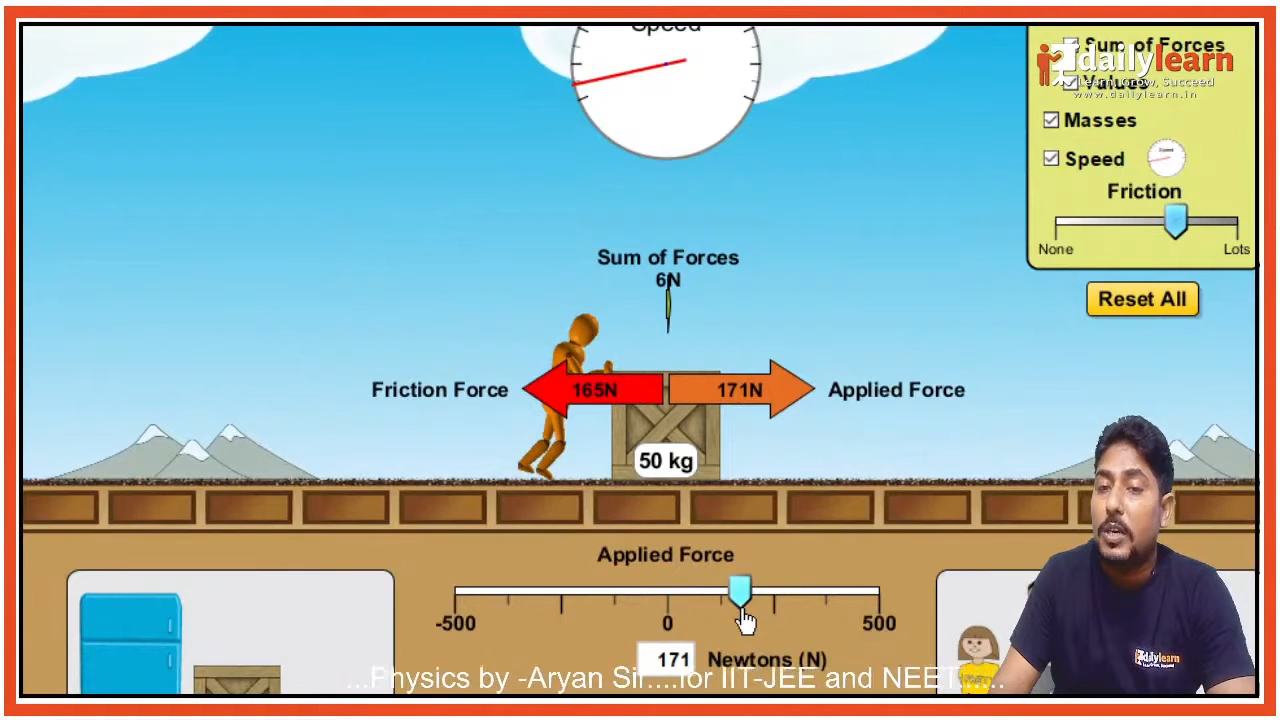 Speed
Sum of Forces
dailylearn
Learn, Grow, Succeed
Values
www.dailylearn.in
Masses
Speed
Friction
None
Lots
Reset All
Sum of Forces
6N
Friction Force
165N
171N
Applied Force
50 kg
Applied Force
-500
0
500
171 Newtons (N)
...Physics by -Aryan Sir....for IIT-JEE and NEET......